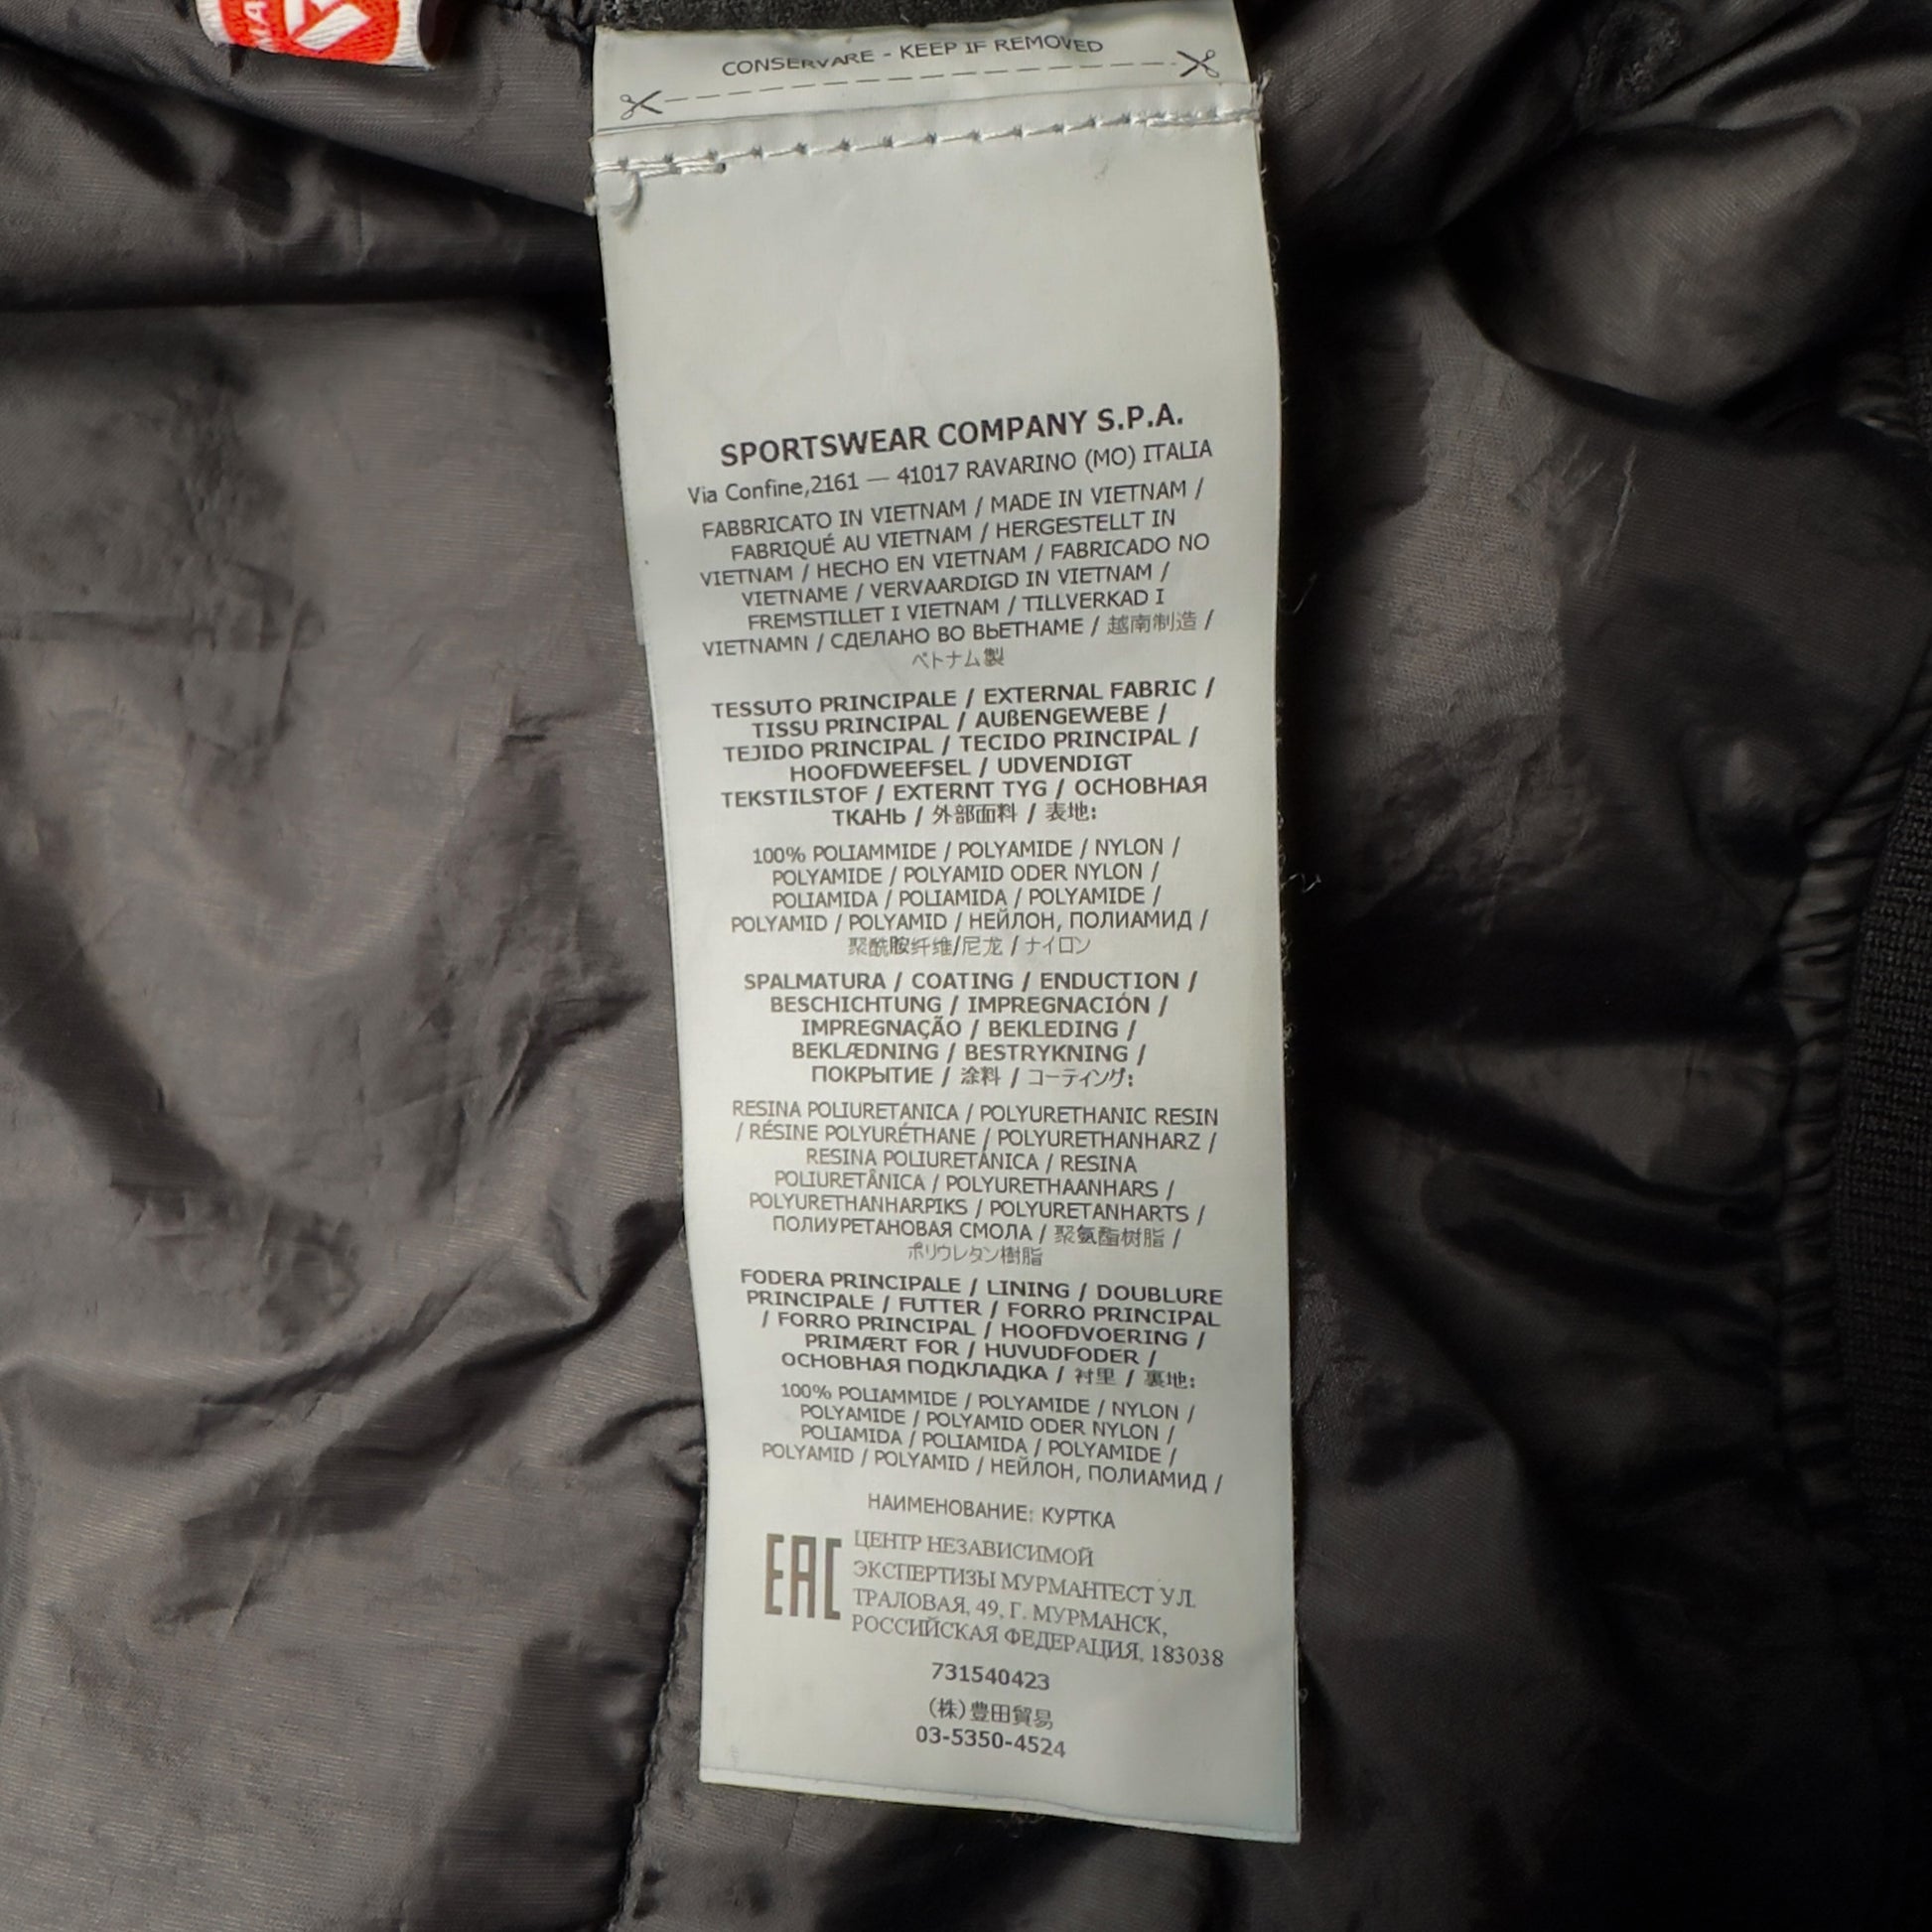 CONSERVARE - KEEP IF REMOVED
SPORTSWEAR COMPANY S.P.A.
Via Confine,2161 — 41017 RAVARINO (MO) ITALIA
FABBRICATO IN VIETNAM / MADE IN VIETNAM /
FABRIQUÉ AU VIETNAM / HERGESTELLT IN
VIETNAM / HECHO EN VIETNAM / FABRICADO NO
VIETNAME / VERVAARDIGD IN VIETNAM /
FREMSTILLET I VIETNAM / TILLVERKAD I
VIETNAMN / СДЕЛАНО ВО ВЬЕТНАМЕ / 越南制造 /
ベトナム製
TESSUTO PRINCIPALE / EXTERNAL FABRIC /
TISSU PRINCIPAL / AUßENGEWEBE /
TEJIDO PRINCIPAL / TECIDO PRINCIPAL /
HOOFDWEEFSEL / UDVENDIGT
TEKSTILSTOF / EXTERNT TYG / ОСНОВНАЯ
ТКАНЬ / 外部面料 / 表地:
100% POLIAMMIDE / POLYAMIDE / NYLON /
POLYAMIDE / POLYAMID ODER NYLON /
POLIAMIDA / POLIAMIDA / POLYAMIDE /
POLYAMID / POLYAMID / НЕЙЛОН, ПОЛИАМИД /
聚酰胺纤维/尼龙 / ナイロン
SPALMATURA / COATING / ENDUCTION /
BESCHICHTUNG / IMPREGNACIÓN /
IMPREGNAÇÃO / BEKLEDING /
BEKLÆDNING / BESTRYKNING /
ПОКРЫТИЕ / 涂料 / コーティング:
RESINA POLIURETANICA / POLYURETHANIC RESIN
/ RÉSINE POLYURÉTHANE / POLYURETHANHARZ /
RESINA POLIURETÁNICA / RESINA
POLIURETÂNICA / POLYURETHAANHARS /
POLYURETHANHARPIKS / POLYURETANHARTS /
ПОЛИУРЕТАНОВАЯ СМОЛА / 聚氨酯树脂 /
ポリウレタン樹脂
FODERA PRINCIPALE / LINING / DOUBLURE
PRINCIPALE / FUTTER / FORRO PRINCIPAL
/ FORRO PRINCIPAL / HOOFDVOERING /
PRIMÆRT FOR / HUVUDFODER /
ОСНОВНАЯ ПОДКЛАДКА / 衬里 / 裏地:
100% POLIAMMIDE / POLYAMIDE / NYLON /
POLYAMIDE / POLYAMID ODER NYLON /
POLIAMIDA / POLIAMIDA / POLYAMIDE /
POLYAMID / POLYAMID / НЕЙЛОН, ПОЛИАМИД /
НАИМЕНОВАНИЕ: КУРТКА
EAC
ЦЕНТР НЕЗАВИСИМОЙ
ЭКСПЕРТИЗЫ МУРМАНТЕСТ УЛ.
ТРАЛОВАЯ, 49, Г. МУРМАНСК,
РОССИЙСКАЯ ФЕДЕРАЦИЯ, 183038
731540423
(株)豊田貿易
03-5350-4524